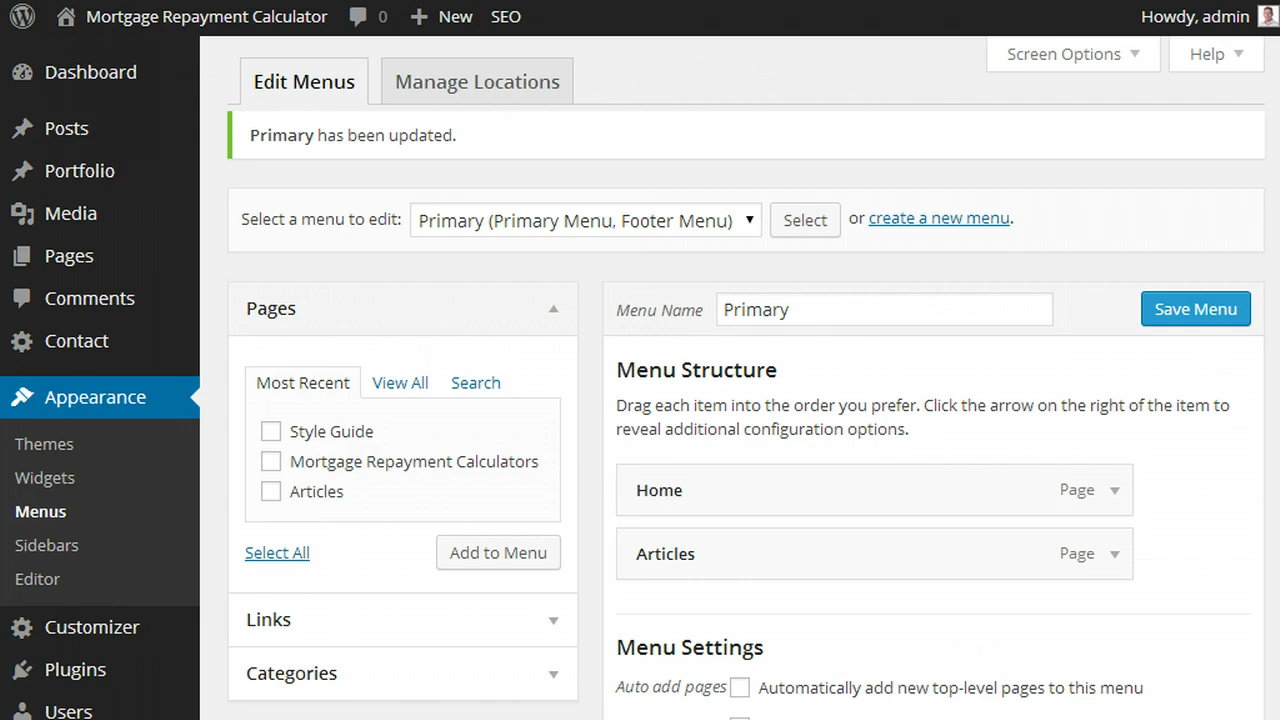 Mortgage Repayment Calculator 0 New SEO Howdy, admin
Dashboard
Posts
Portfolio
Media
Pages
Comments
Contact
Appearance
Themes
Widgets
Menus
Sidebars
Editor
Customizer
Plugins
Users
Screen Options Help
Edit Menus Manage Locations
Primary has been updated.
Select a menu to edit: Primary (Primary Menu, Footer Menu) Select or create a new menu.
Pages
Most Recent View All Search
Style Guide
Mortgage Repayment Calculators
Articles
Select All Add to Menu
Links
Categories
Menu Name Primary Save Menu
Menu Structure
Drag each item into the order you prefer. Click the arrow on the right of the item to
reveal additional configuration options.
Home Page
Articles Page
Menu Settings
Auto add pages Automatically add new top-level pages to this menu